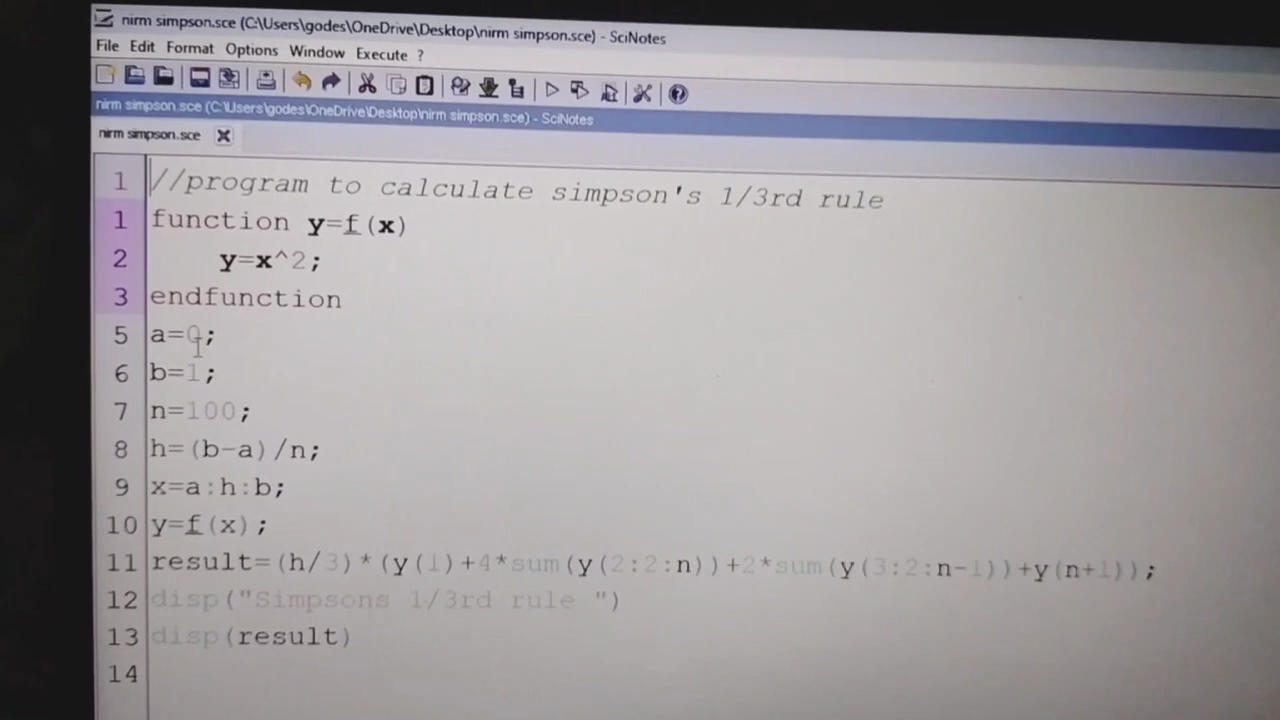 nirm simpson.sce (C:\Users\godes\OneDrive\Desktop\nirm simpson.sce) - SciNotes
File Edit Format Options Window Execute ?
nirm simpson.sce (C:\Users\godes\OneDrive\Desktop\nirm simpson.sce) - SciNotes
nirm simpson.sce
1 //program to calculate simpson's 1/3rd rule
1 function y=f(x)
2 y=x^2;
3 endfunction
5 a=0;
6 b=1;
7 n=100;
8 h=(b-a)/n;
9 x=a:h:b;
10 y=f(x);
11 result=(h/3)*(y(1)+4*sum(y(2:2:n))+2*sum(y(3:2:n-1))+y(n+1));
12 disp("Simpsons 1/3rd rule ")
13 disp(result)
14